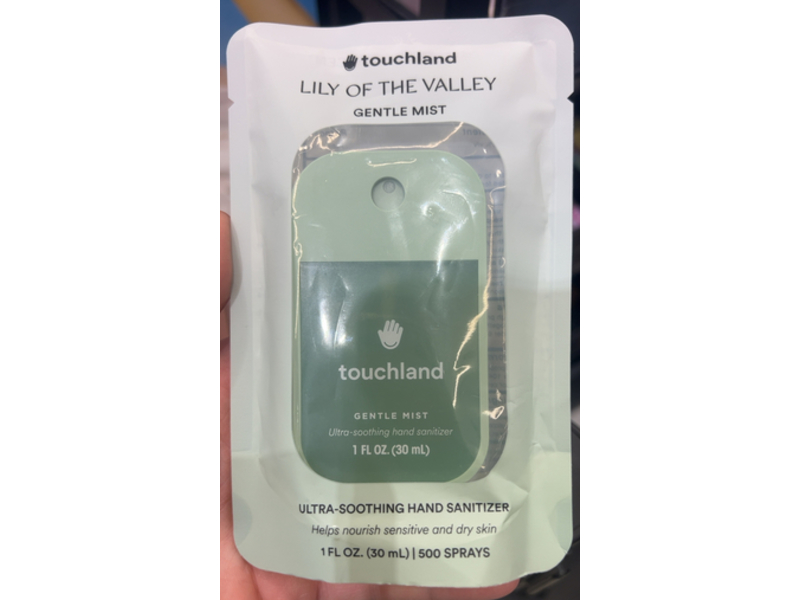 touchland
LILY OF THE VALLEY
GENTLE MIST
touchland
GENTLE MIST
Ultra-soothing hand sanitizer
1 FL OZ. (30 mL)
ULTRA-SOOTHING HAND SANITIZER
Helps nourish sensitive and dry skin
1 FL OZ. (30 mL) | 500 SPRAYS